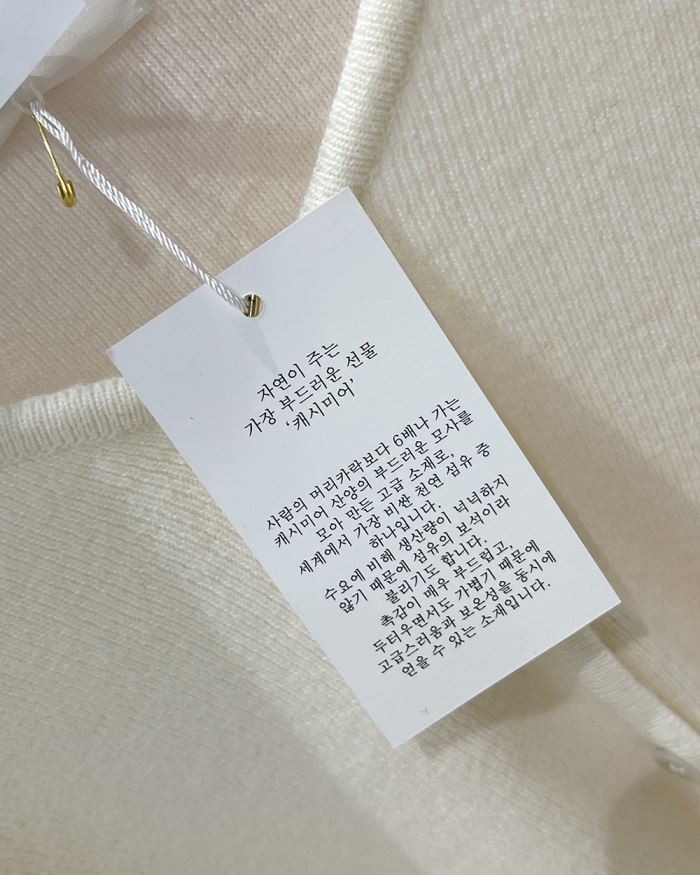 자연이 주는
가장 부드러운 선물
‘캐시미어’
사람의 머리카락보다 6배나 가는
캐시미어 산양의 부드러운 모사를
모아 만든 고급 소재로,
세계에서 가장 비싼 천연 섬유 중
하나입니다.
수요에 비해 생산량이 넉넉하지
않기 때문에 섬유의 보석이라
불리기도 합니다.
촉감이 매우 부드럽고,
두터우면서도 가볍기 때문에
고급스러움과 보온성을 동시에
얻을 수 있는 소재입니다.